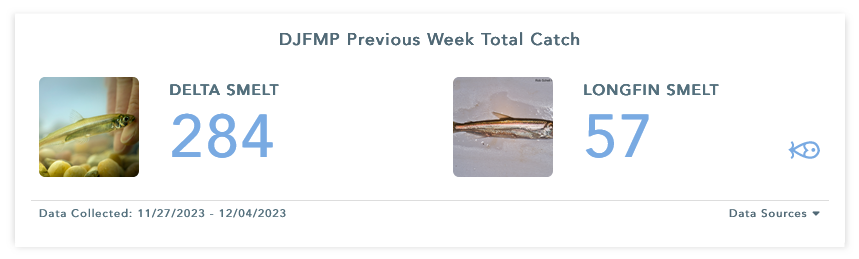 DJFMP Previous Week Total Catch
DELTA SMELT
284
LONGFIN SMELT
57
Data Collected: 11/27/2023 - 12/04/2023
Data Sources